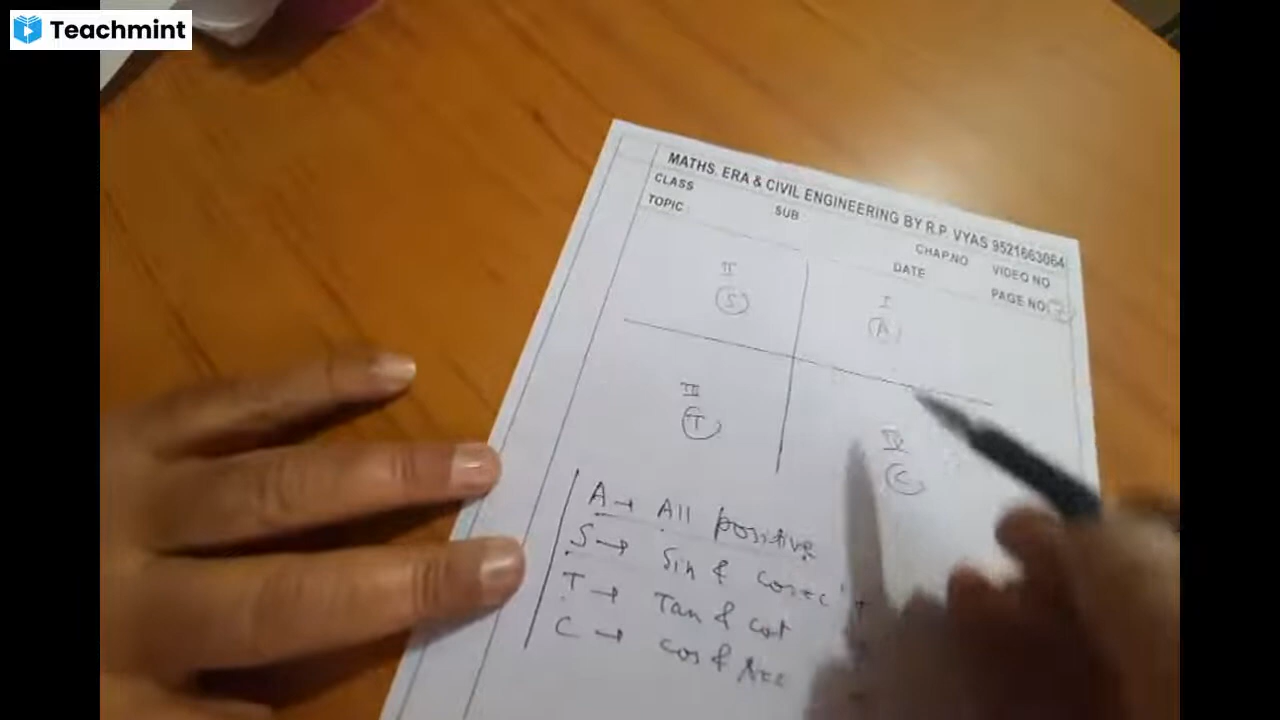 Teachmint
MATHS, ERA & CIVIL ENGINEERING BY R.P. VYAS 9521663064
CLASS SUB CHAP.NO VIDEO NO
TOPIC DATE PAGE NO.
II I
S A
III IV
T C
A → All positive
S → Sin & cosec
T → Tan & cot
C → cos & sec